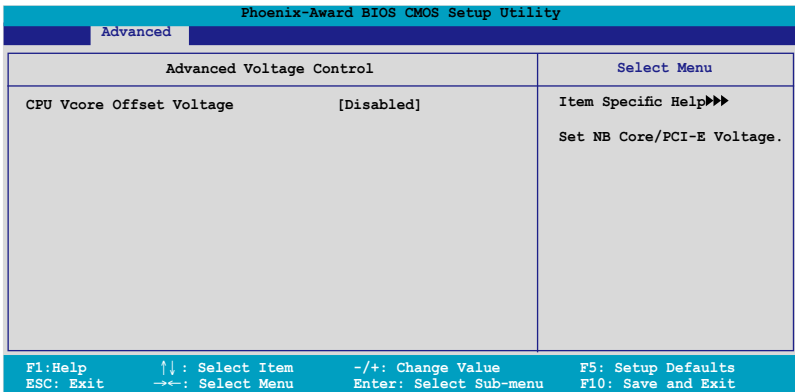 Phoenix-Award BIOS CMOS Setup Utility
Advanced
Advanced Voltage Control
Select Menu
CPU Vcore Offset Voltage [Disabled]
Item Specific Help▶▶▶
Set NB Core/PCI-E Voltage.
F1:Help ↑↓: Select Item -/+: Change Value F5: Setup Defaults
ESC: Exit →←: Select Menu Enter: Select Sub-menu F10: Save and Exit